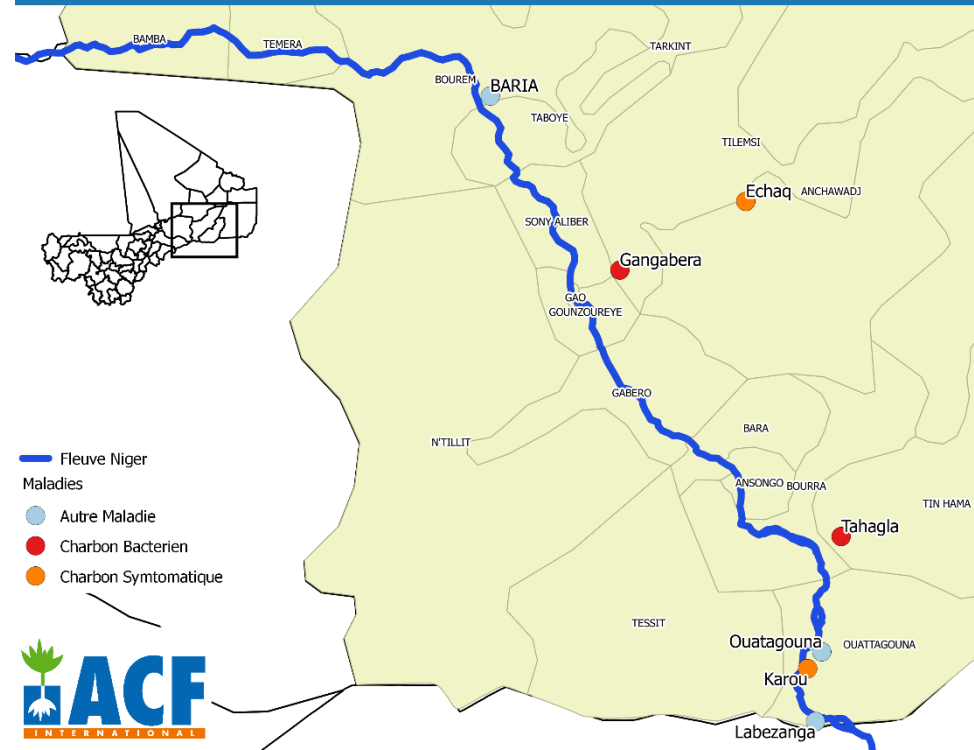 BAMBA
TEMERA
TARKINT
BOUREM
BARIA
TABOYE
TILEMSI
Echaq
ANCHAWADJ
SONY ALIBER
Gangabera
GAO
GOUNZOUREYE
GABERO
N'TILLIT
BARA
ANSONGO
BOURRA
TIN HAMA
Tahagla
TESSIT
Ouatagouna
OUATTAGOUNA
Karou
Labezanga
Fleuve Niger
Maladies
Autre Maladie
Charbon Bacterien
Charbon Symtomatique
ACF
INTERNATIONAL